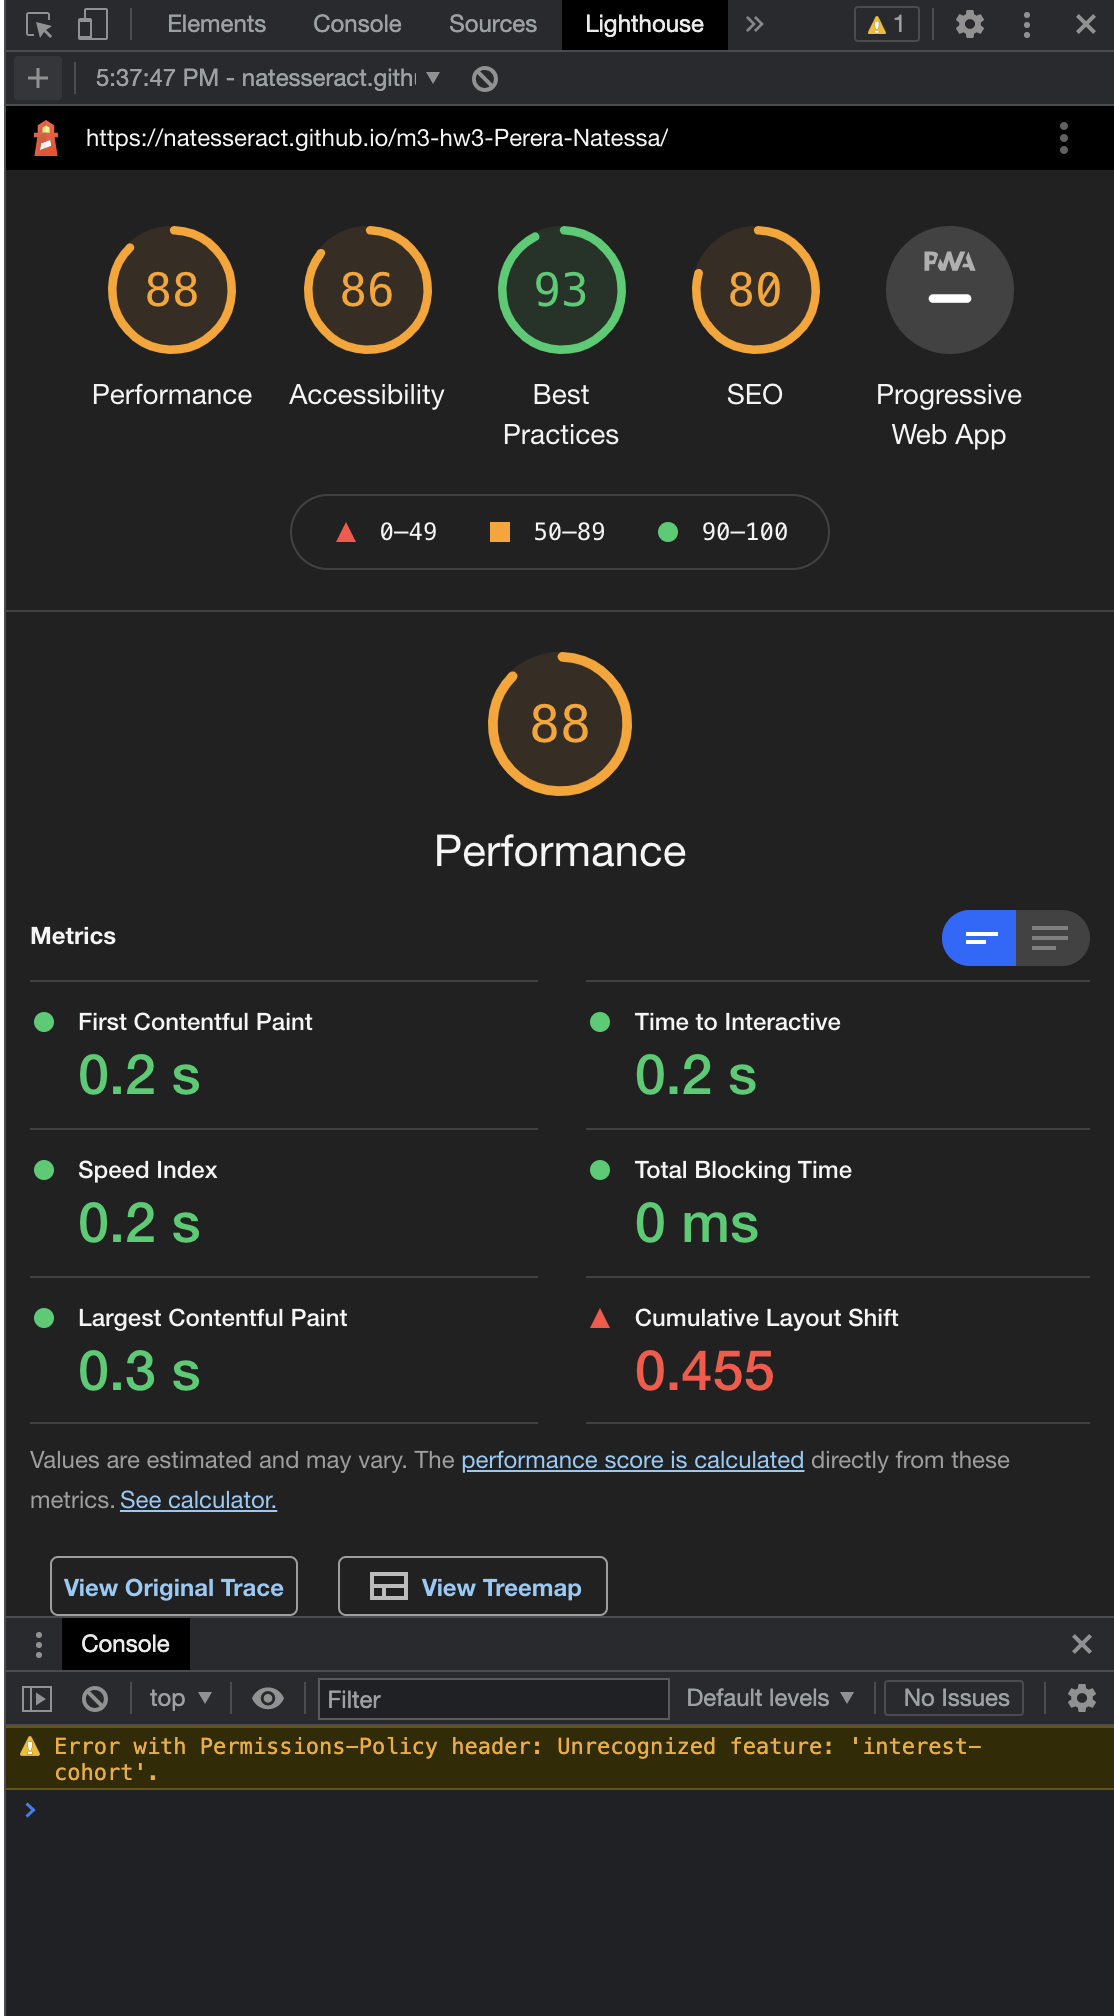 Elements Console Sources Lighthouse 1
5:37:47 PM - natesseract.gith
https://natesseract.github.io/m3-hw3-Perera-Natessa/
88 86 93 80 PWA
Performance Accessibility Best Practices SEO Progressive Web App
0–49 50–89 90–100
88
Performance
Metrics
First Contentful Paint
0.2 s
Time to Interactive
0.2 s
Speed Index
0.2 s
Total Blocking Time
0 ms
Largest Contentful Paint
0.3 s
Cumulative Layout Shift
0.455
Values are estimated and may vary. The performance score is calculated directly from these
metrics. See calculator.
View Original Trace View Treemap
Console
top Filter Default levels No Issues
Error with Permissions-Policy header: Unrecognized feature: 'interest-
cohort'.